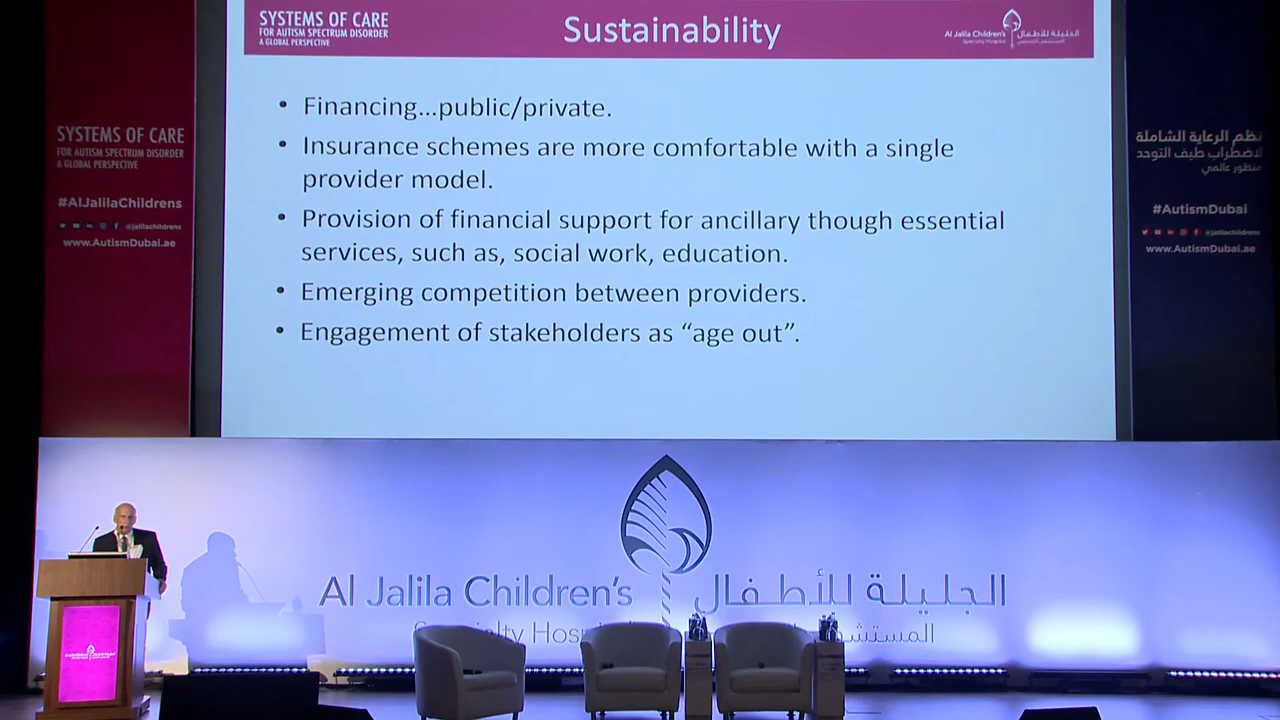 SYSTEMS OF CARE
FOR AUTISM SPECTRUM DISORDER
A GLOBAL PERSPECTIVE
Sustainability
Al Jalila Children's
Specialty Hospital
الجليلة للأطفال
• Financing...public/private.
• Insurance schemes are more comfortable with a single
provider model.
• Provision of financial support for ancillary though essential
services, such as, social work, education.
• Emerging competition between providers.
• Engagement of stakeholders as “age out”.
SYSTEMS OF CARE
FOR AUTISM SPECTRUM DISORDER
A GLOBAL PERSPECTIVE
#AlJalilaChildrens
@jalilachildrens
www.AutismDubai.ae
نظم الرعاية الشاملة
لاضطراب طيف التوحد
منظور عالمي
#AutismDubai
@jalilachildrens
www.AutismDubai.ae
Al Jalila Children's
الجليلة للأطفال